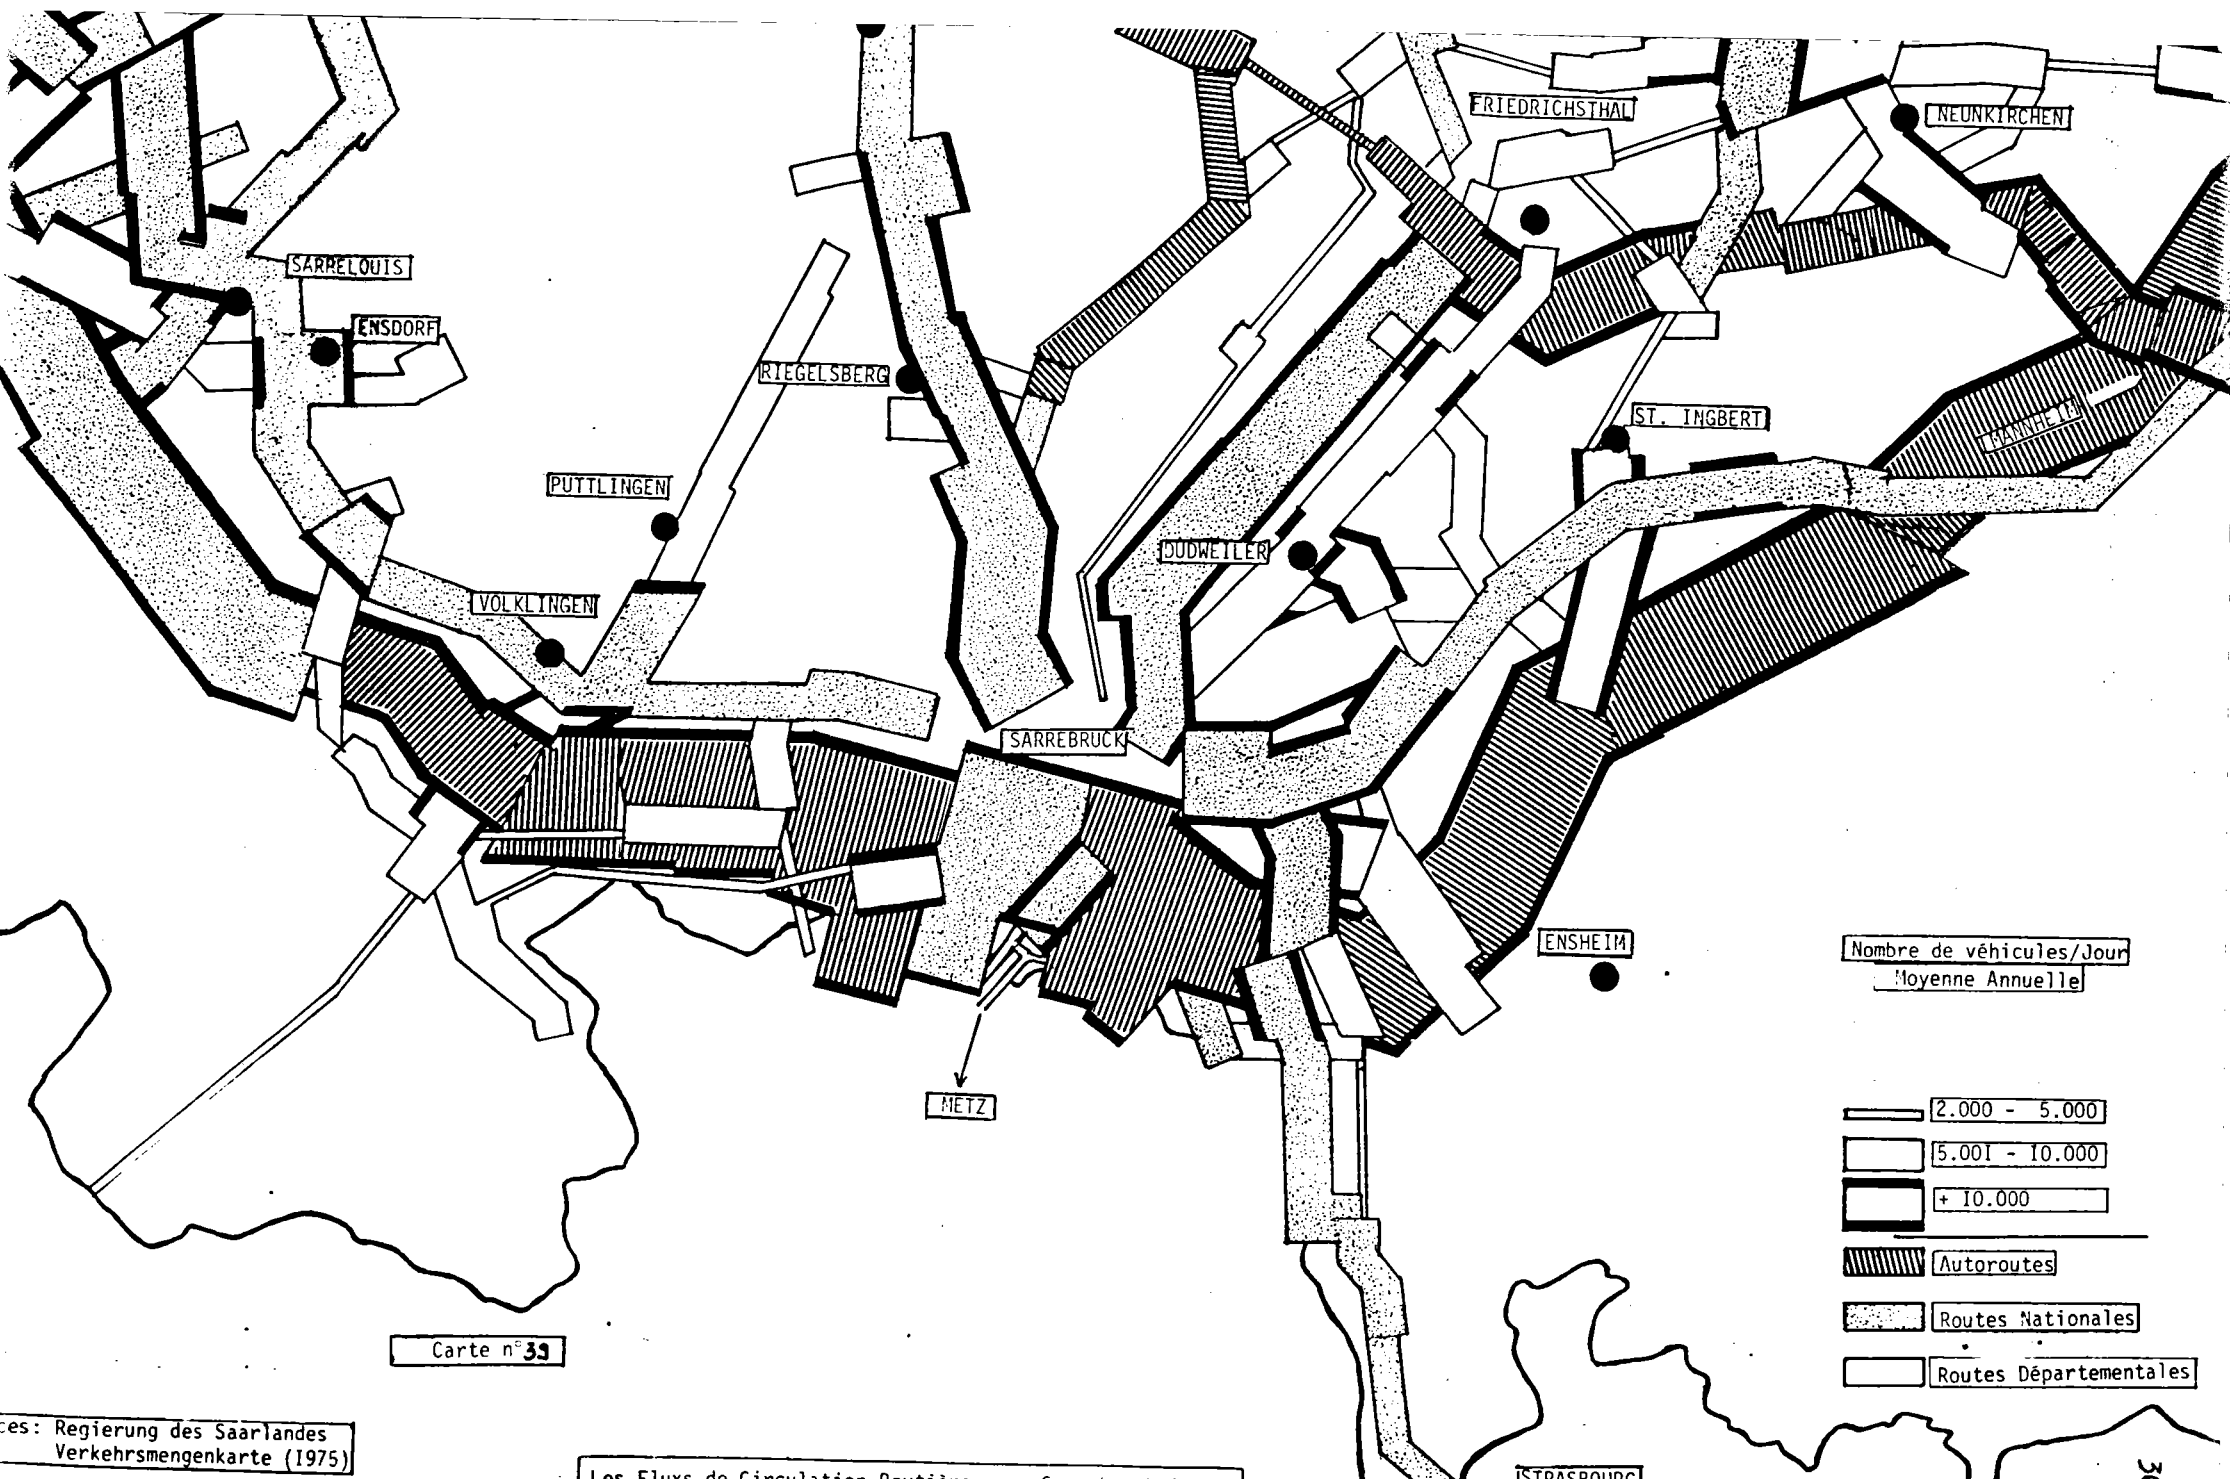 FRIEDRICHSTHAL
NEUNKIRCHEN
SARRELOUIS
ENSDORF
RIEGELSBERG
MANNHEIM
ST. INGBERT
PUTTLINGEN
DUDWEILER
VOLKLINGEN
SARREBRUCK
ENSHEIM
Nombre de véhicules/Jour
Moyenne Annuelle
METZ
2.000 - 5.000
5.00I - I0.000
+ I0.000
Autoroutes
Routes Nationales
Routes Départementales
Carte n°39
ces: Regierung des Saarlandes
Verkehrsmengenkarte (I975)
Les Fluxs de Circulation Routière
STRASBOURG